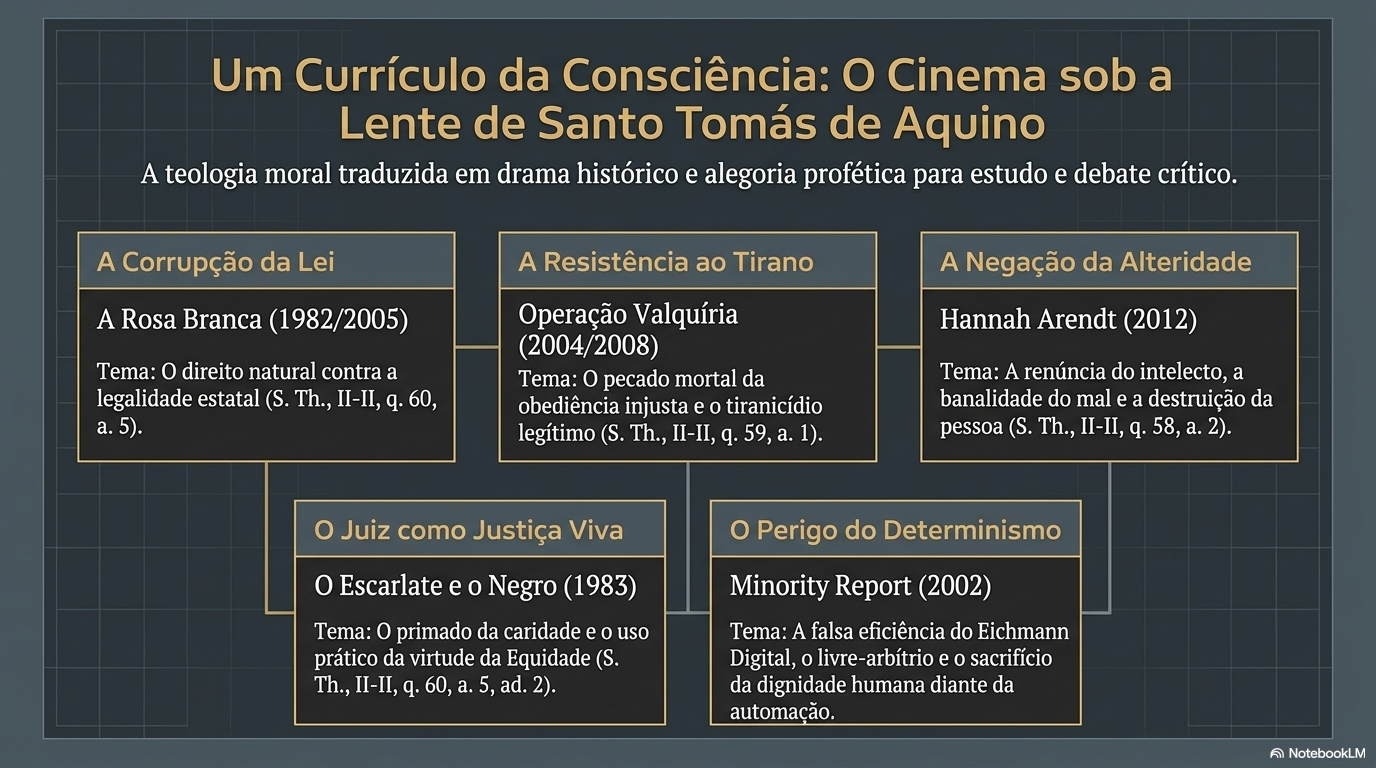 Um Currículo da Consciência: O Cinema sob a
Lente de Santo Tomás de Aquino
A teologia moral traduzida em drama histórico e alegoria profética para estudo e debate crítico.
A Corrupção da Lei
A Rosa Branca (1982/2005)
Tema: O direito natural contra a
legalidade estatal (S. Th., II-II, q. 60,
a. 5).
A Resistência ao Tirano
Operação Valquíria
(2004/2008)
Tema: O pecado mortal da
obediência injusta e o tiranicídio
legítimo (S. Th., II-II, q. 59, a. 1).
A Negação da Alteridade
Hannah Arendt (2012)
Tema: A renúncia do intelecto, a
banalidade do mal e a destruição da
pessoa (S. Th., II-II, q. 58, a. 2).
O Juiz como Justiça Viva
O Escarlate e o Negro (1983)
Tema: O primado da caridade e o uso
prático da virtude da Equidade (S.
Th., II-II, q. 60, a. 5, ad. 2).
O Perigo do Determinismo
Minority Report (2002)
Tema: A falsa eficiência do Eichmann
Digital, o livre-arbítrio e o sacrifício
da dignidade humana diante da
automação.
NotebookLM